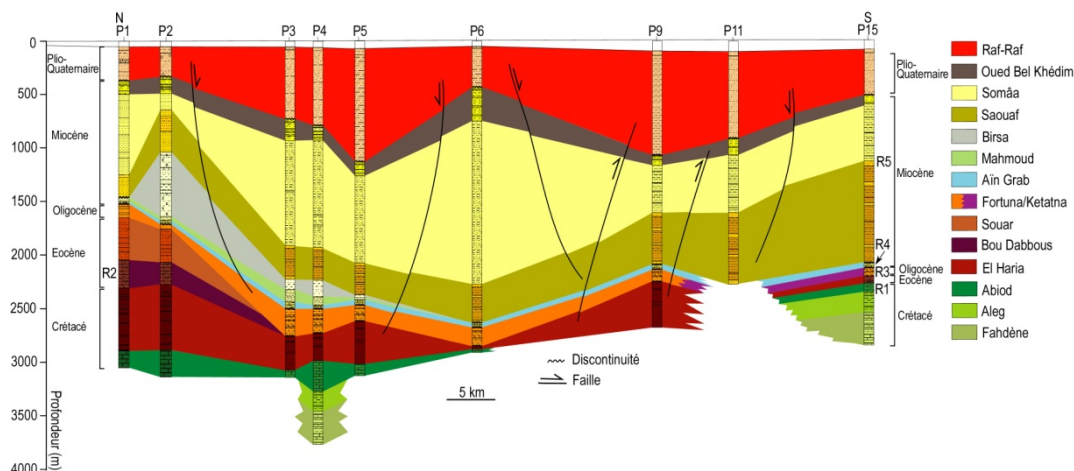 N
S
P1 P2 P3 P4 P5 P6 P9 P11 P15
0
500
1000
1500
2000
2500
3000
3500
4000
Profondeur (m)
Plio-
Quaternaire
Miocène
Oligocène
Eocène
R2
Crétacé
Plio-
Quaternaire
R5
Miocène
R4
R3
Oligocène
Eocène
R1
Crétacé
Discontinuité
Faille
5 km
Raf-Raf
Oued Bel Khédim
Somâa
Saouaf
Birsa
Mahmoud
Aïn Grab
Fortuna/Ketatna
Souar
Bou Dabbous
El Haria
Abiod
Aleg
Fahdène